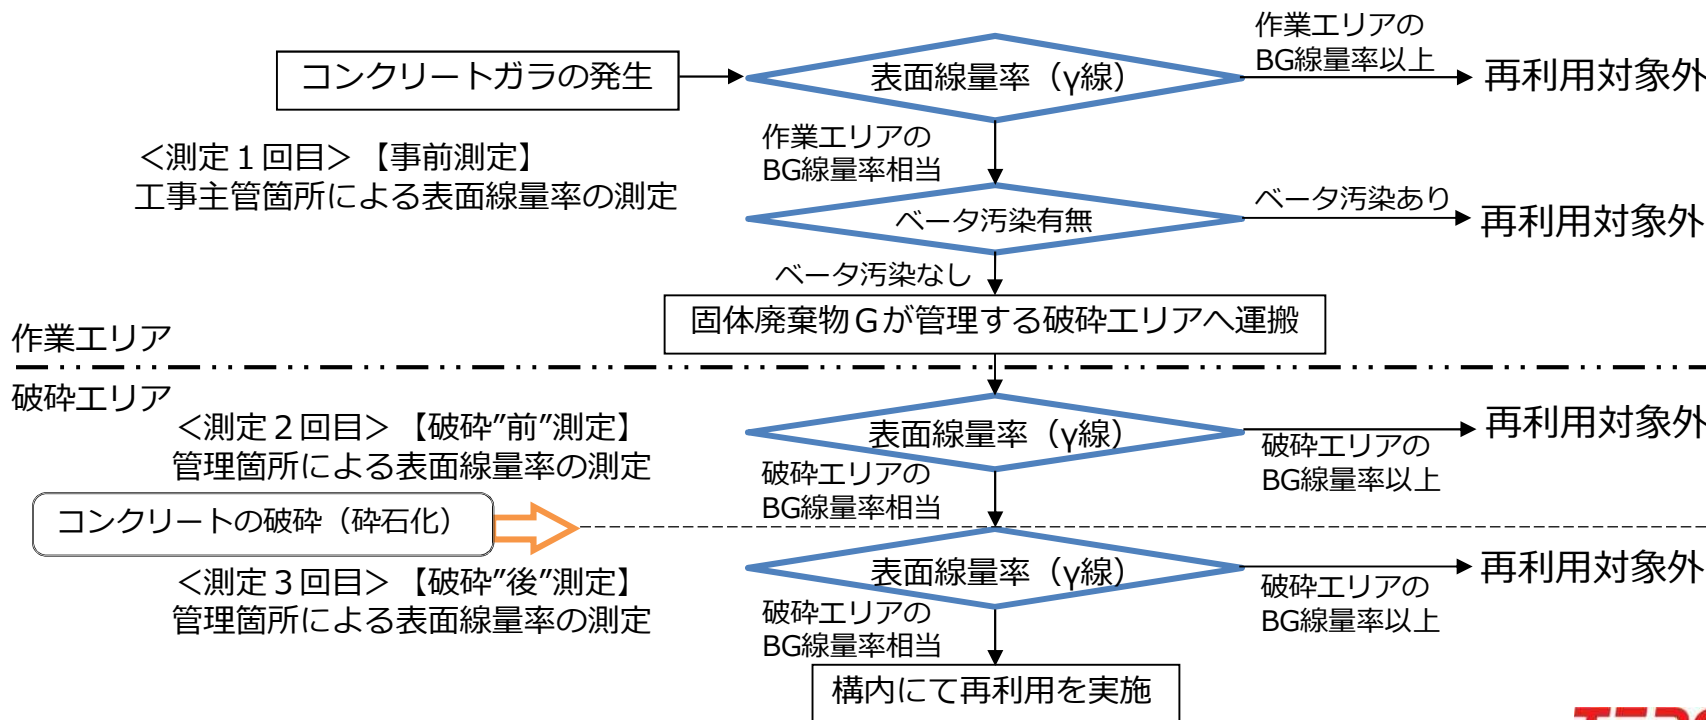 作業エリアの
BG線量率以上
コンクリートガラの発生
表面線量率（γ線）
再利用対象外
作業エリアの
BG線量率相当
＜測定１回目＞【事前測定】
工事主管箇所による表面線量率の測定
ベータ汚染有無
ベータ汚染あり
再利用対象外
ベータ汚染なし
固体廃棄物Ｇが管理する破砕エリアへ運搬
作業エリア
破砕エリア
＜測定２回目＞【破砕”前”測定】
管理箇所による表面線量率の測定
表面線量率（γ線）
再利用対象外
破砕エリアの
BG線量率以上
破砕エリアの
BG線量率相当
コンクリートの破砕（砕石化）
＜測定３回目＞【破砕”後”測定】
管理箇所による表面線量率の測定
表面線量率（γ線）
再利用対象外
破砕エリアの
BG線量率以上
破砕エリアの
BG線量率相当
構内にて再利用を実施